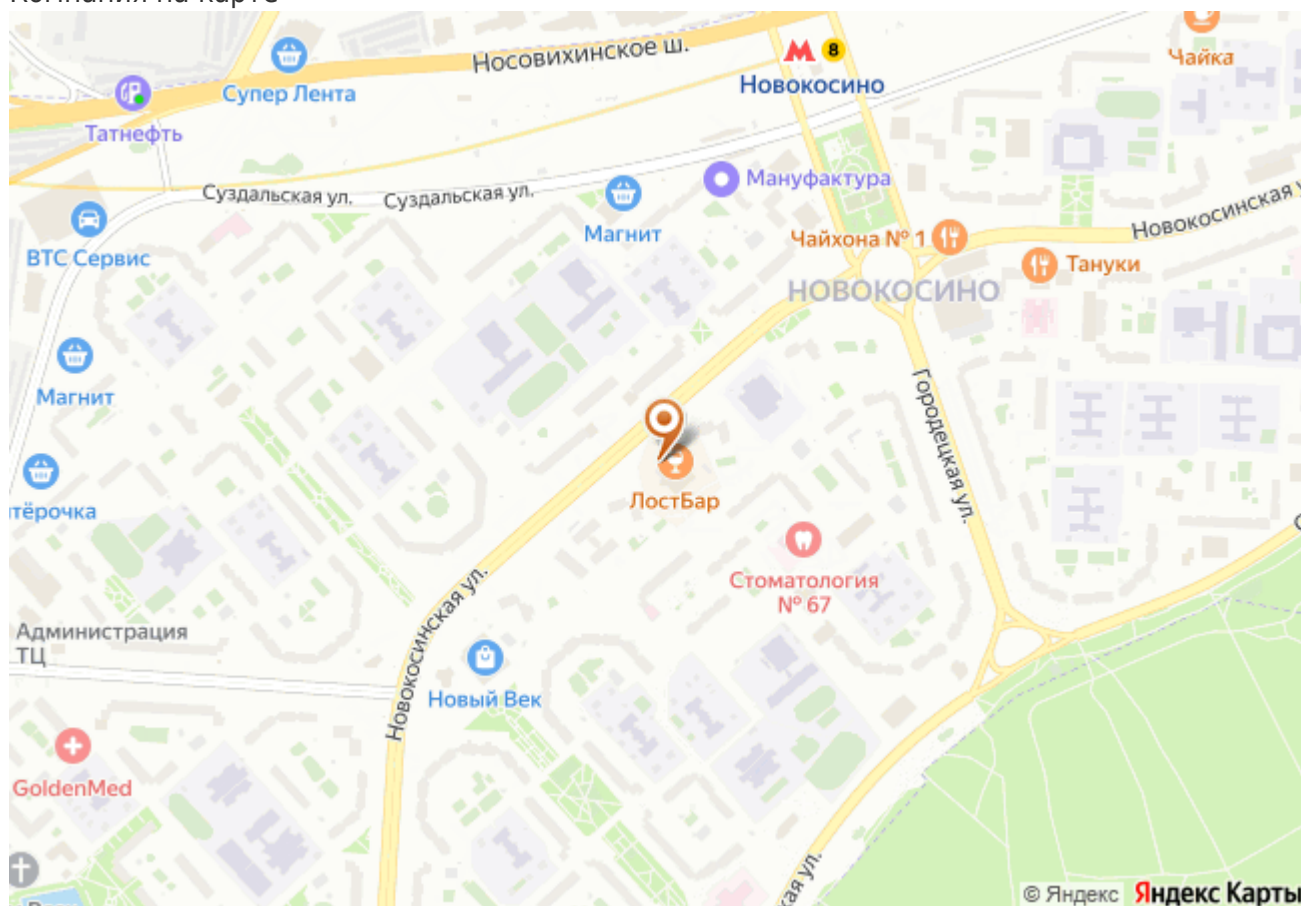 Компания на карте
Носовихинское ш.
8
Новокосино
Чайка
Супер Лента
Татнефть
Суздальская ул.
Суздальская ул.
Мануфактура
Магнит
Новокосинская
Чайхона № 1
Тануки
ВТС Сервис
НОВОКОСИНО
Магнит
Городецкая ул.
тёрочка
ЛостБар
Стоматология
№ 67
Новокосинская ул.
Администрация
ТЦ
Новый Век
GoldenMed
кая ул.
© Яндекс Яндекс Карты